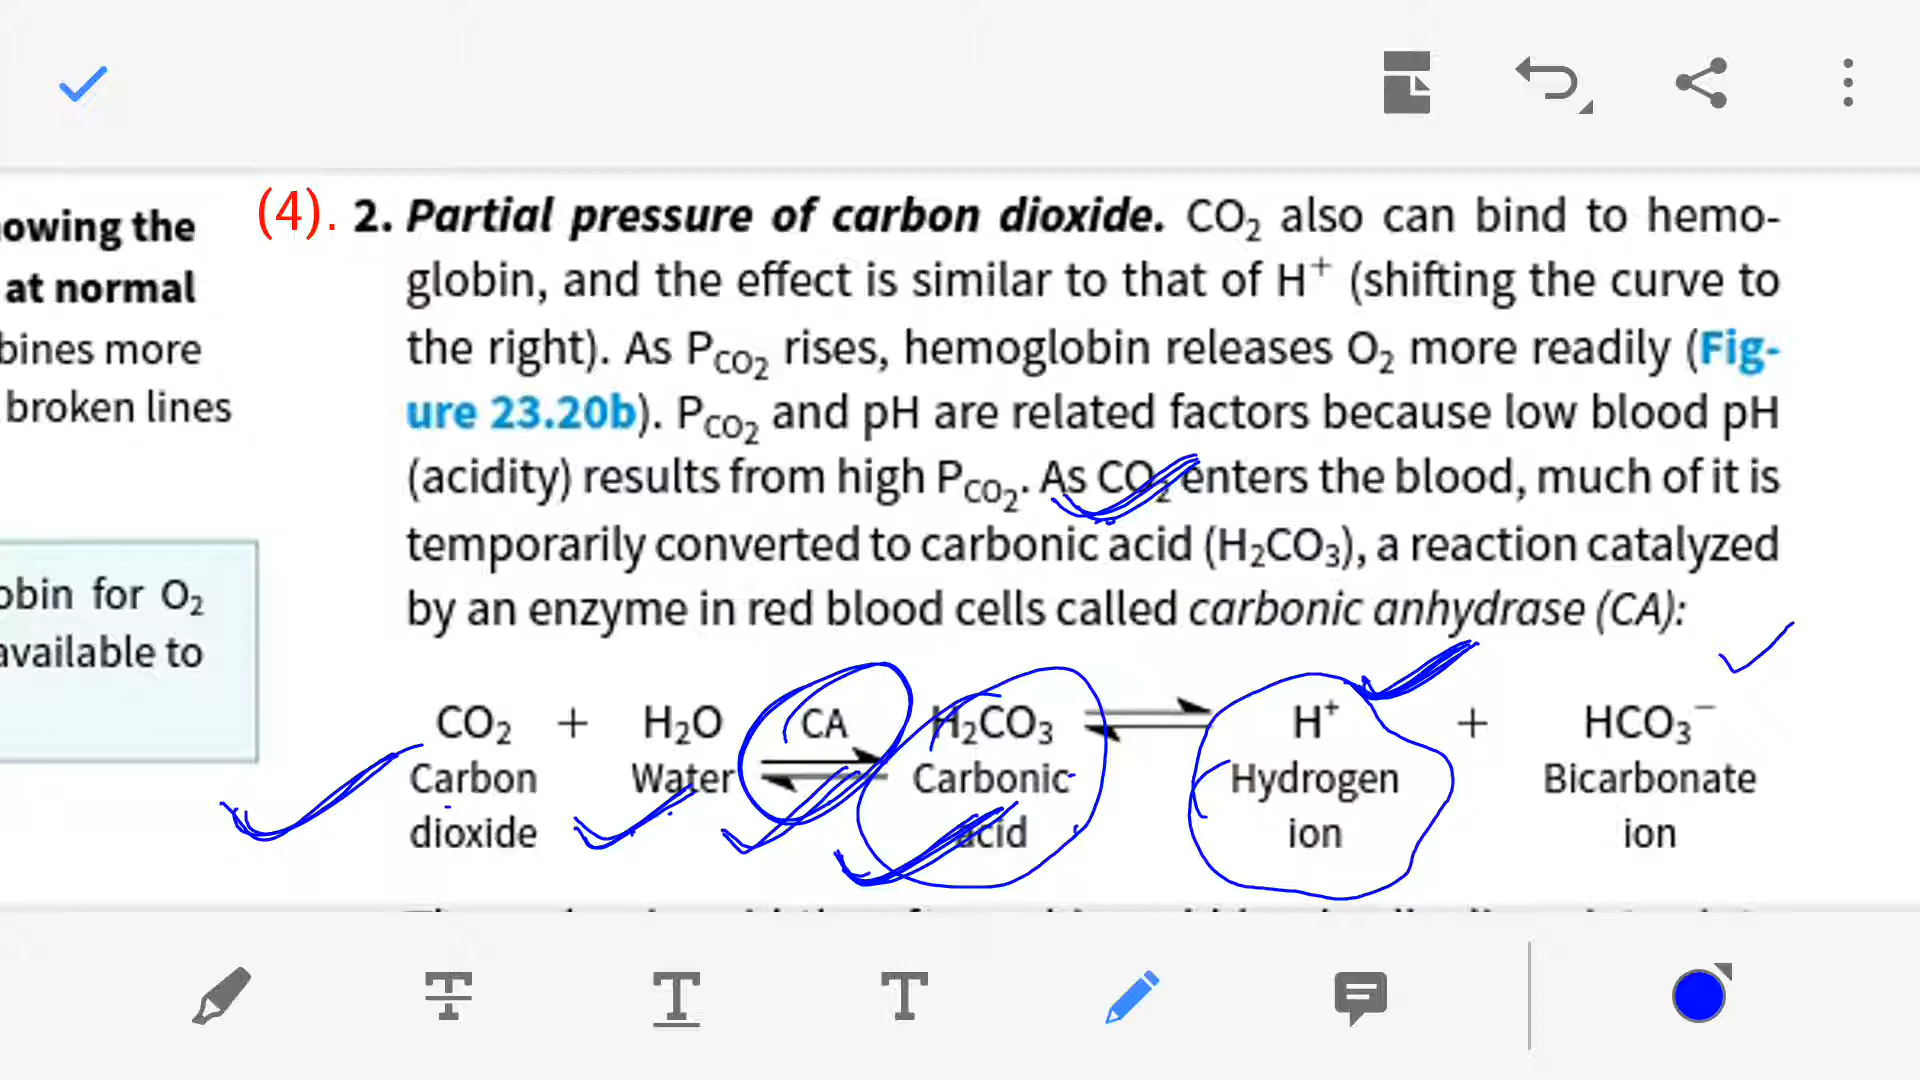 owing the
at normal
bines more
broken lines
obin for O₂
available to
(4). 2. Partial pressure of carbon dioxide. CO₂ also can bind to hemo-
globin, and the effect is similar to that of H⁺ (shifting the curve to
the right). As PCO₂ rises, hemoglobin releases O₂ more readily (Fig-
ure 23.20b). PCO₂ and pH are related factors because low blood pH
(acidity) results from high PCO₂. As CO₂ enters the blood, much of it is
temporarily converted to carbonic acid (H₂CO₃), a reaction catalyzed
by an enzyme in red blood cells called carbonic anhydrase (CA):
CO₂ + H₂O CA ⇌ H₂CO₃ ⇌ H⁺ + HCO₃⁻
Carbon Water Carbonic Hydrogen Bicarbonate
dioxide acid ion ion